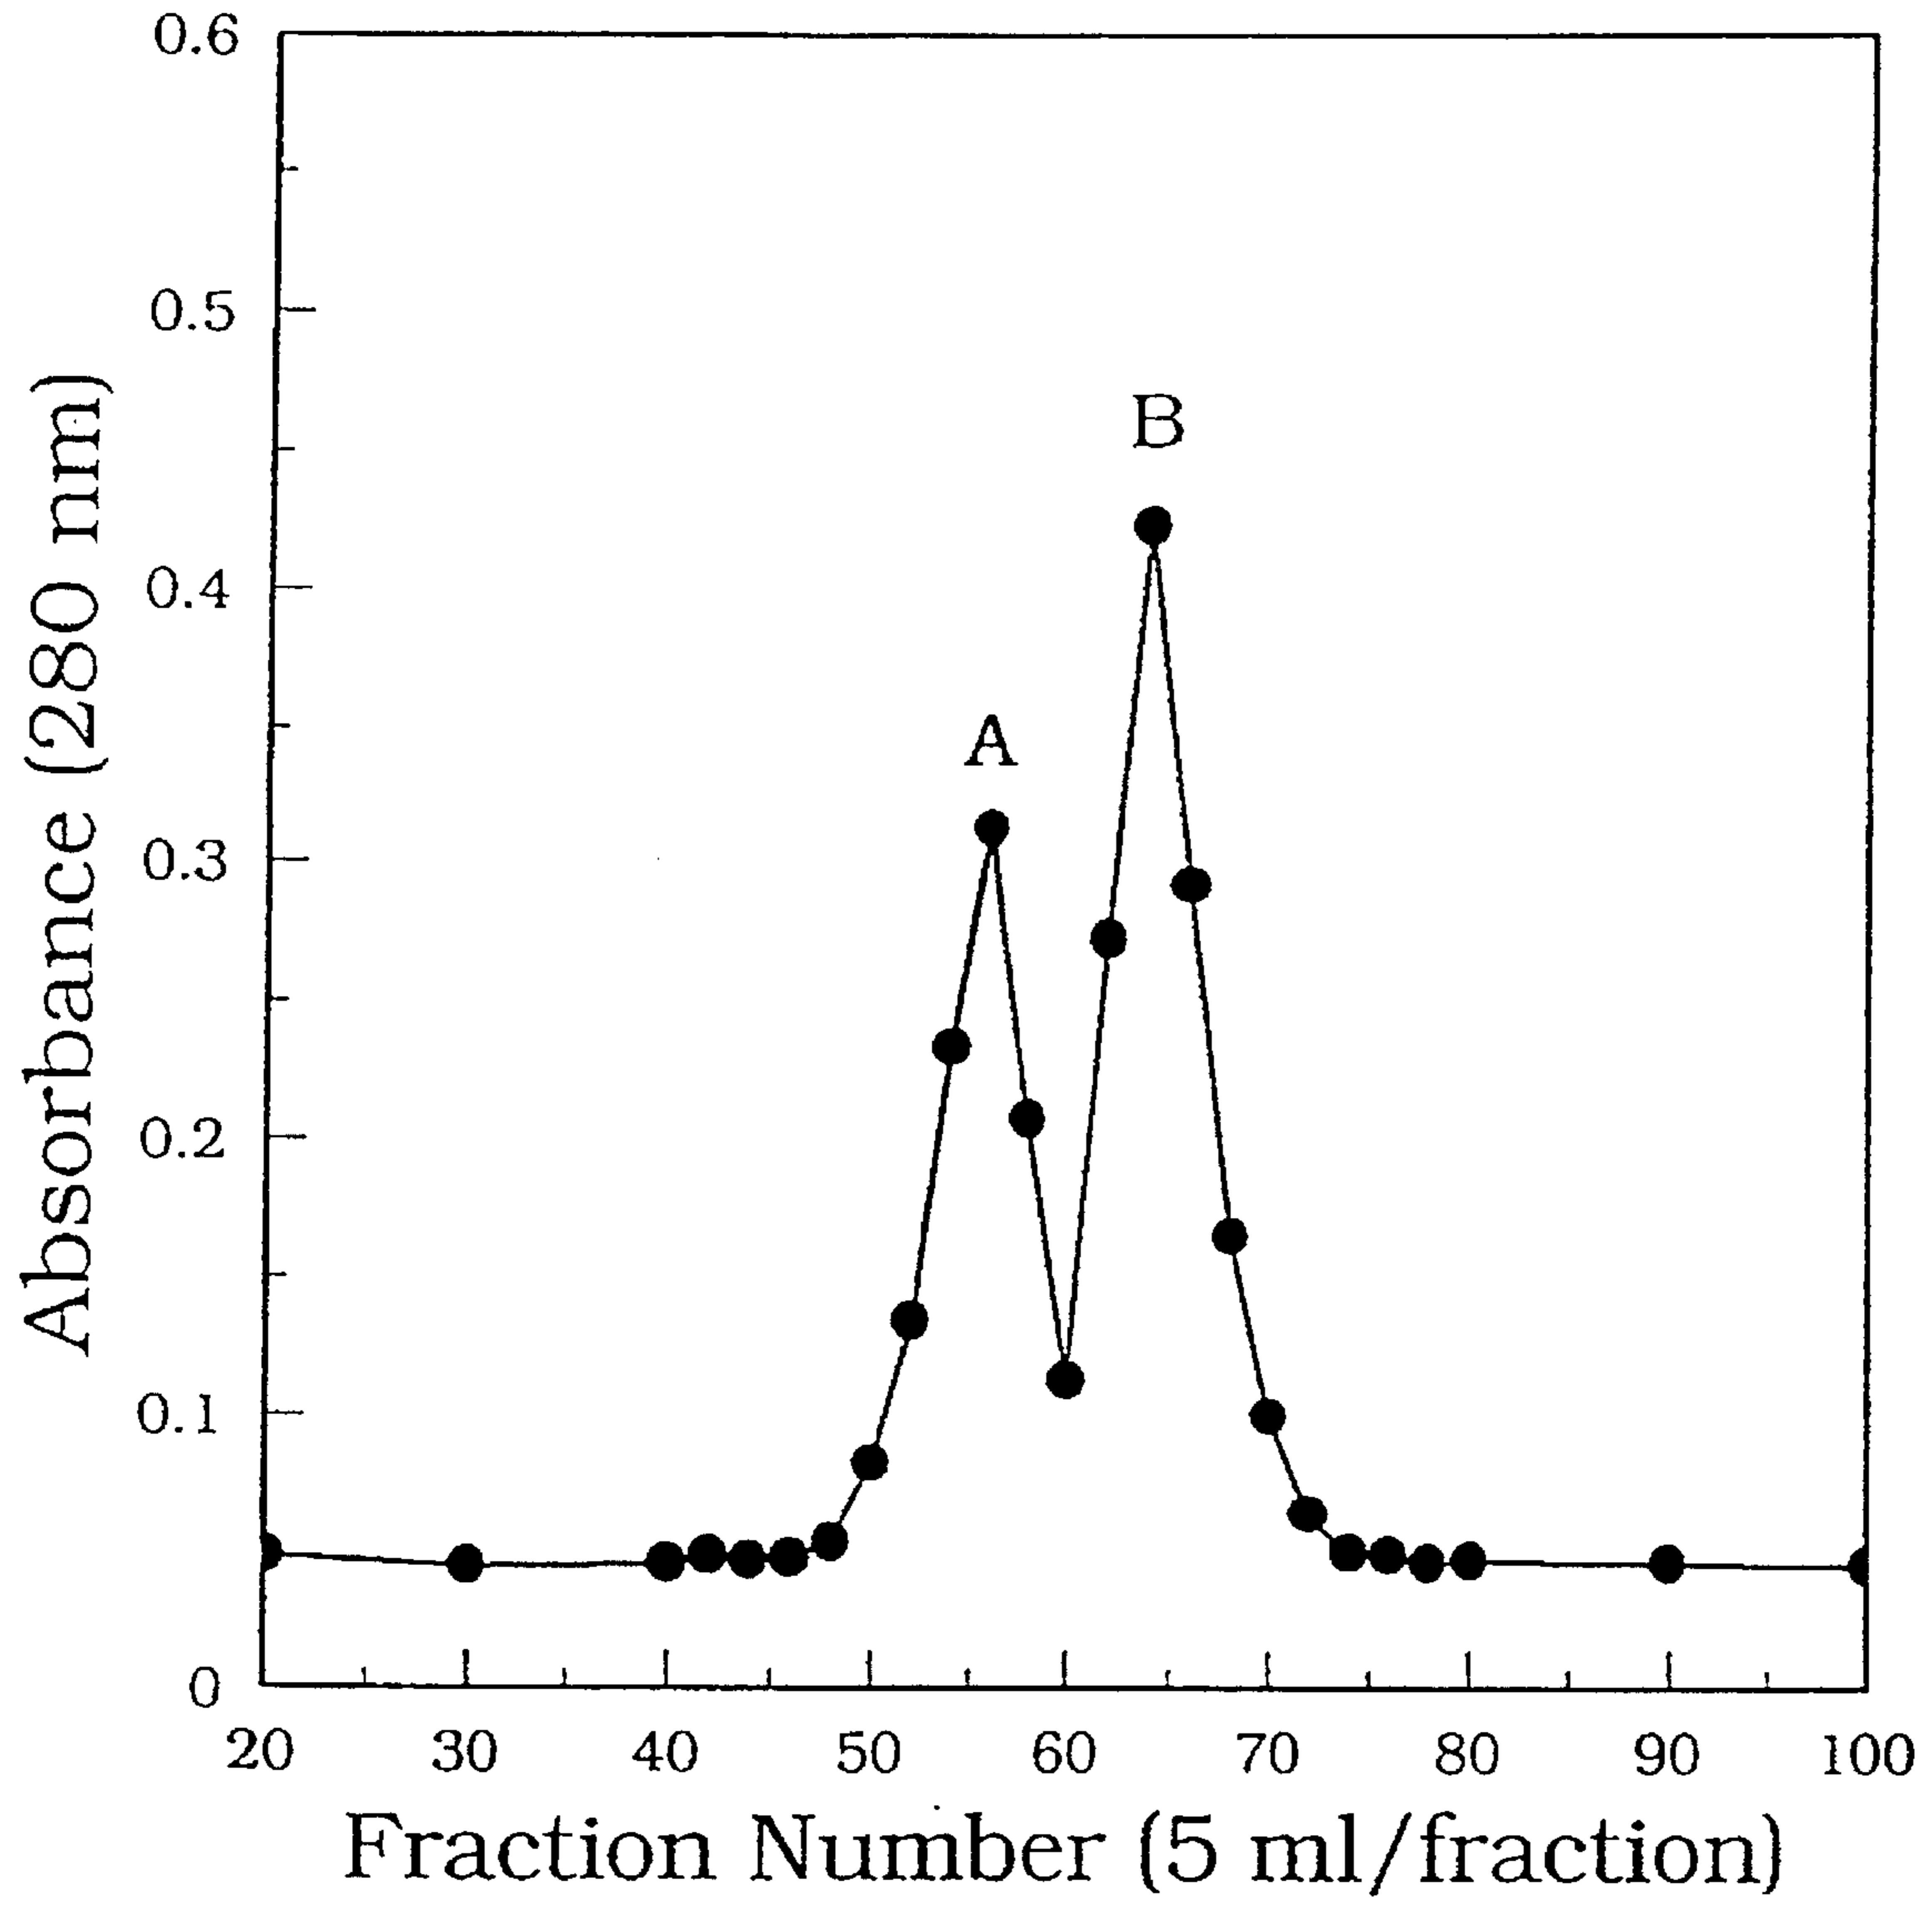 0.6
0.5
0.4
0.3
0.2
0.1
0
Absorbance (280 nm)
A
B
20 30 40 50 60 70 80 90 100
Fraction Number (5 ml/fraction)